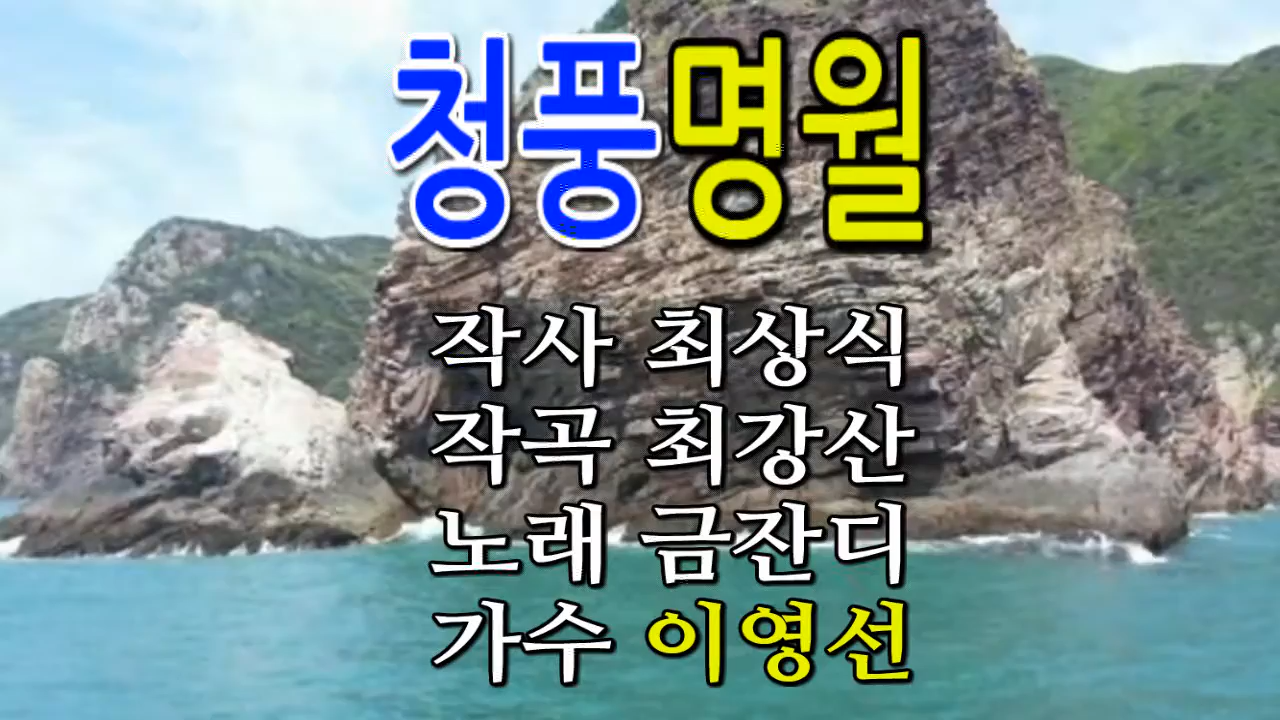 청풍명월
작사 최상식
작곡 최강산
노래 금잔디
가수 이영선